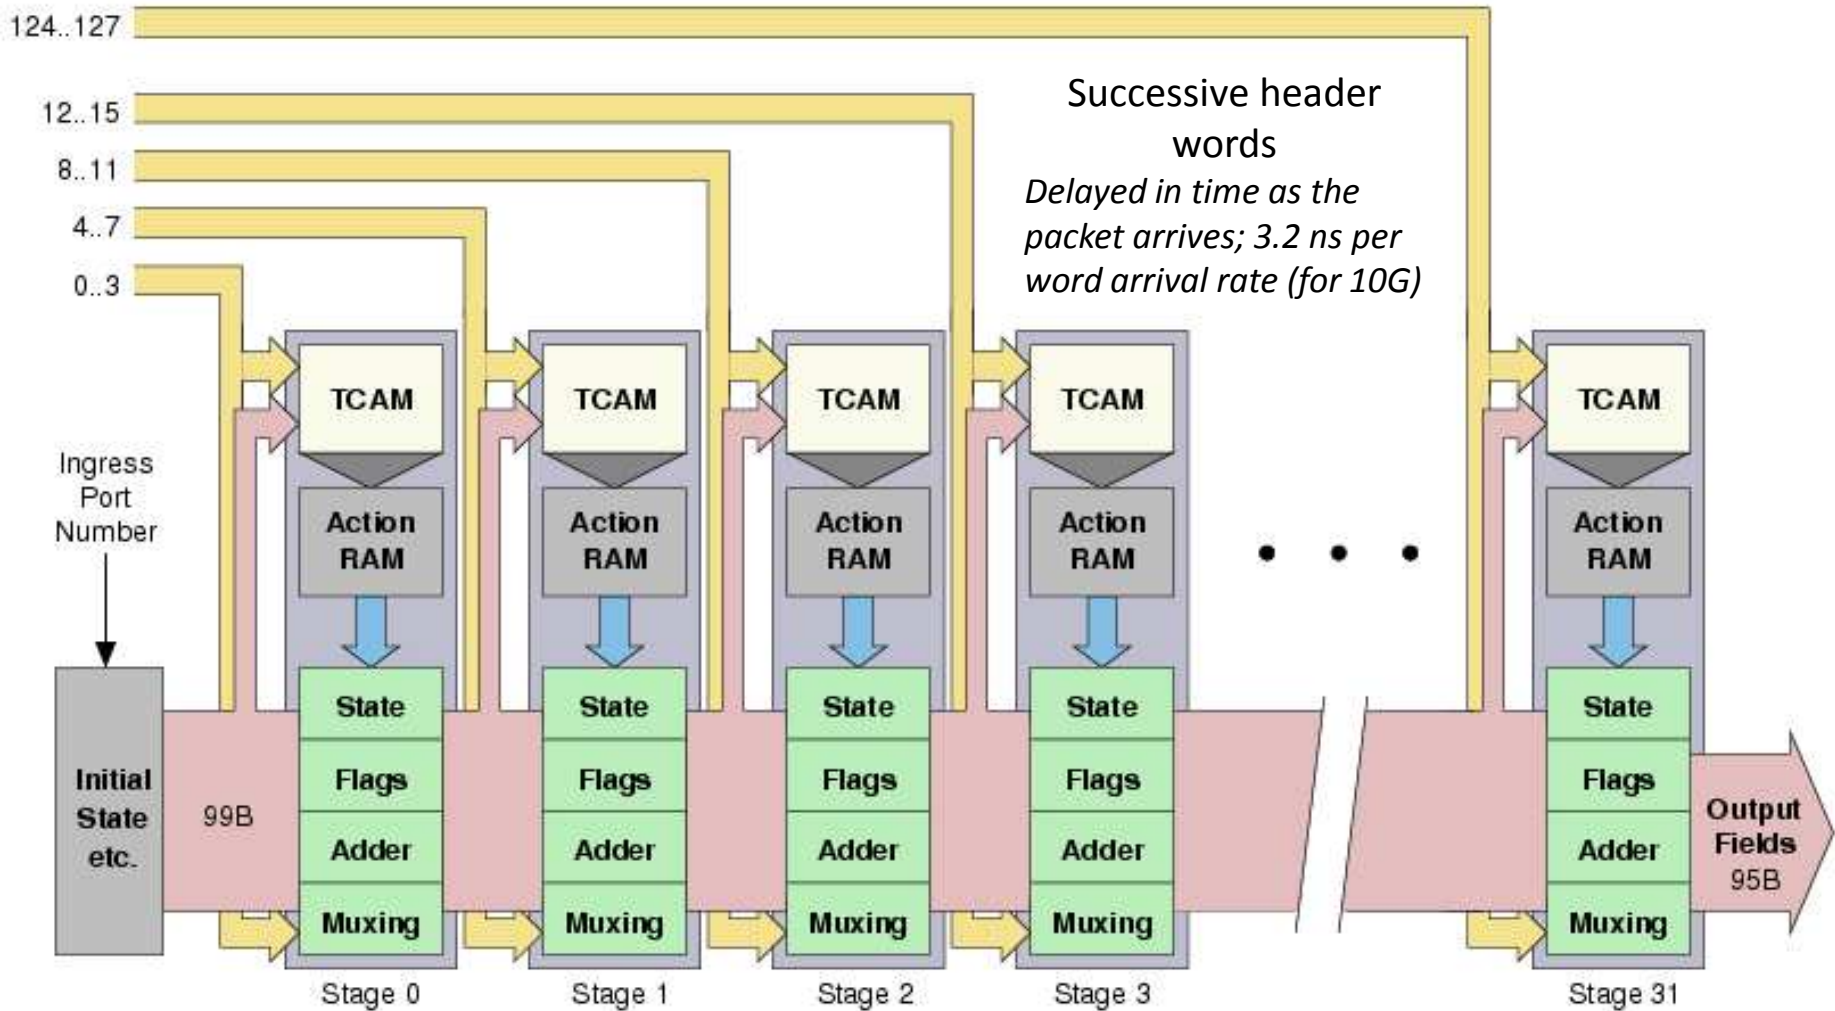 124..127
12..15
8..11
4..7
0..3
Successive header
words
Delayed in time as the
packet arrives; 3.2 ns per
word arrival rate (for 10G)
Ingress
Port
Number
Initial
State
etc.
99B
TCAM
Action
RAM
State
Flags
Adder
Muxing
Stage 0
TCAM
Action
RAM
State
Flags
Adder
Muxing
Stage 1
TCAM
Action
RAM
State
Flags
Adder
Muxing
Stage 2
TCAM
Action
RAM
State
Flags
Adder
Muxing
Stage 3
• • •
TCAM
Action
RAM
State
Flags
Adder
Muxing
Stage 31
Output
Fields
95B